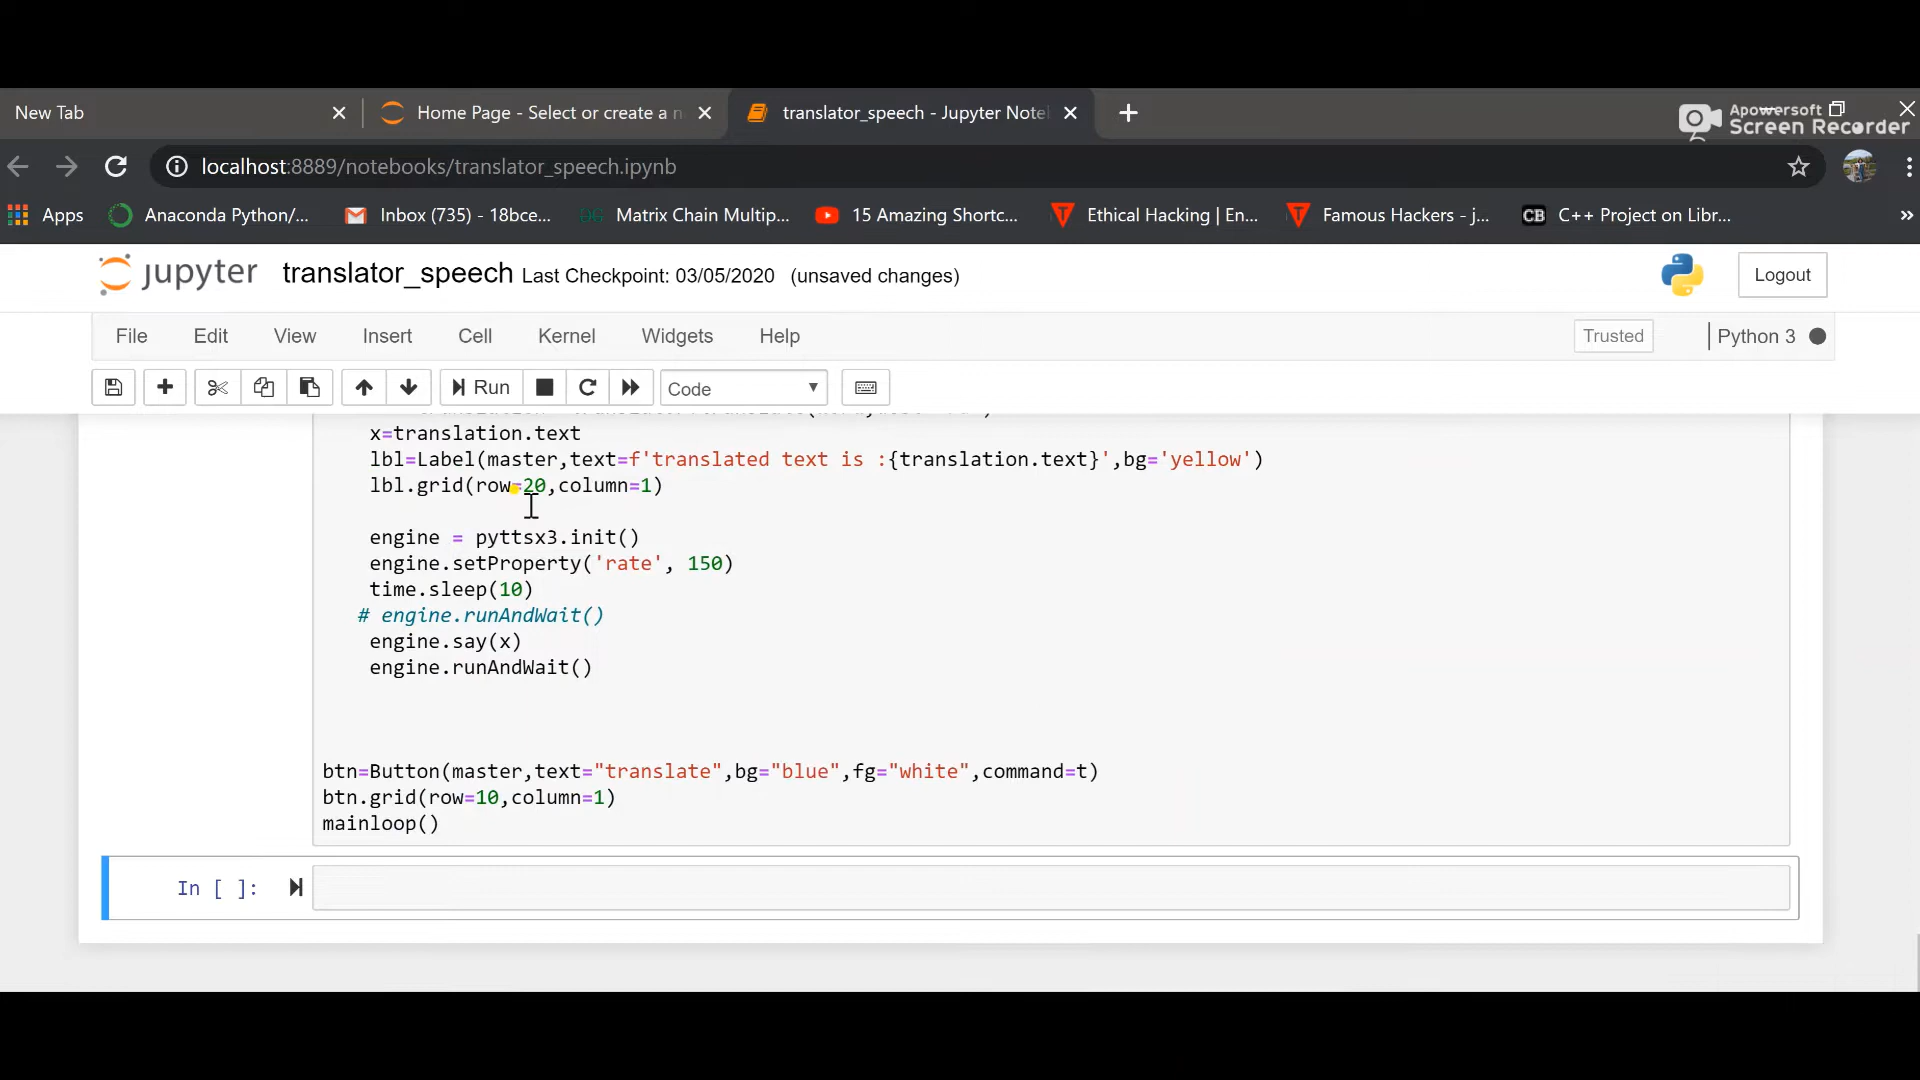 New Tab
Home Page - Select or create a n
translator_speech - Jupyter Note
Apowersoft
Screen Recorder
localhost:8889/notebooks/translator_speech.ipynb
Apps
Anaconda Python/...
Inbox (735) - 18bce...
DG
Matrix Chain Multip...
15 Amazing Shortc...
T
Ethical Hacking | En...
T
Famous Hackers - j...
CB
C++ Project on Libr...
»
jupyter
translator_speech Last Checkpoint: 03/05/2020 (unsaved changes)
Logout
File Edit View Insert Cell Kernel Widgets Help
Trusted
Python 3
Run
Code
x=translation.text
lbl=Label(master,text=f'translated text is :{translation.text}',bg='yellow')
lbl.grid(row=20,column=1)
engine = pyttsx3.init()
engine.setProperty('rate', 150)
time.sleep(10)
# engine.runAndWait()
engine.say(x)
engine.runAndWait()
btn=Button(master,text="translate",bg="blue",fg="white",command=t)
btn.grid(row=10,column=1)
mainloop()
In [ ]: